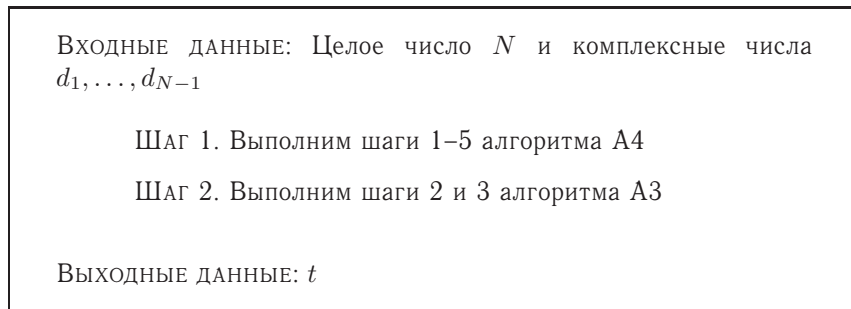 Входные данные: Целое число N и комплексные числа
d₁, . . . , d_{N−1}
Шаг 1. Выполним шаги 1–5 алгоритма A4
Шаг 2. Выполним шаги 2 и 3 алгоритма A3
Выходные данные: t